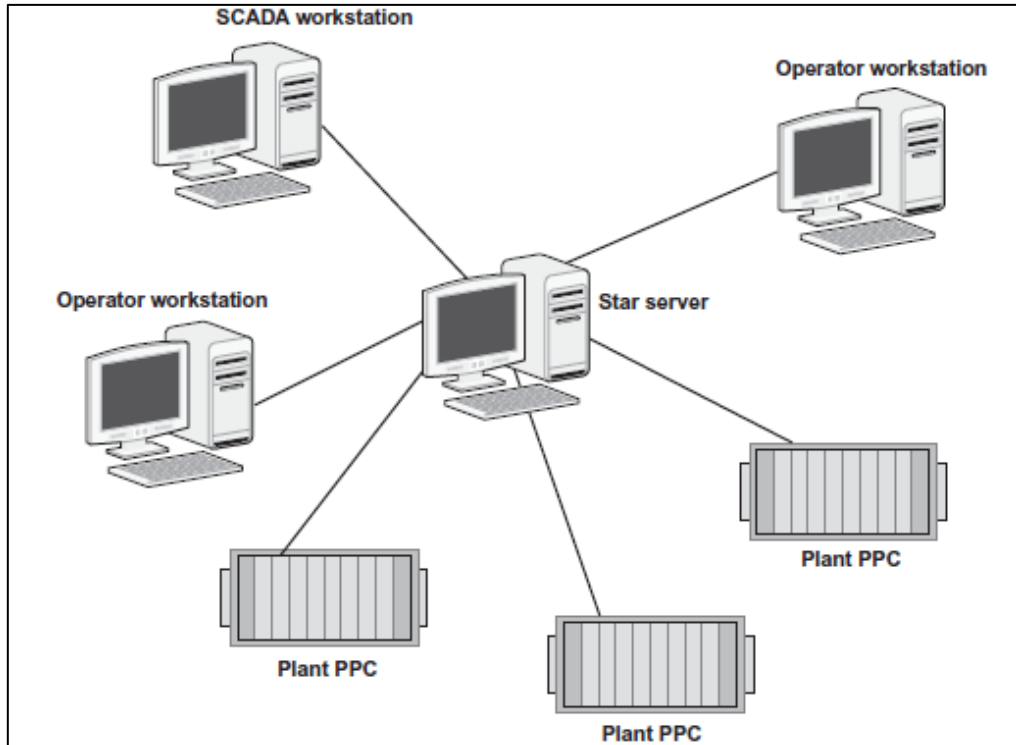 SCADA workstation
Operator workstation
Operator workstation
Star server
Plant PPC
Plant PPC
Plant PPC